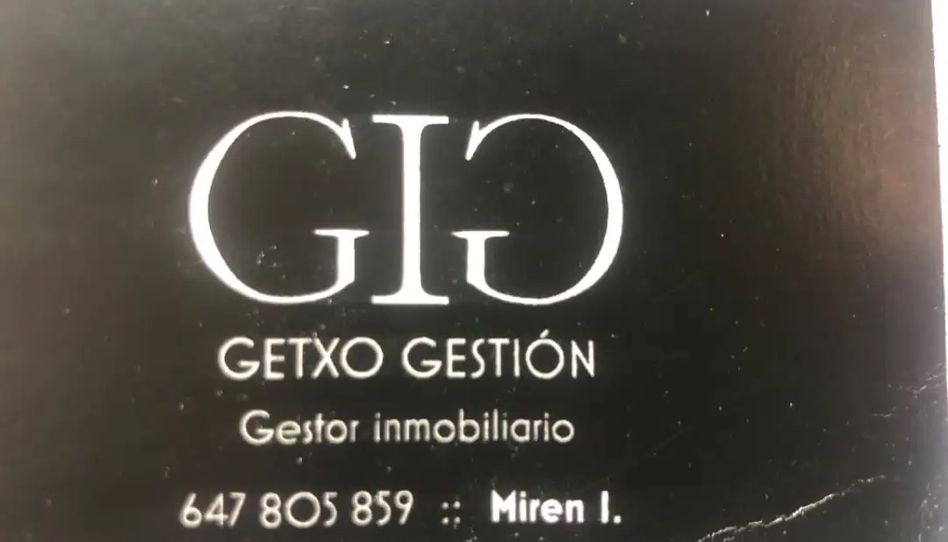 GIG
GETXO GESTIÓN
Gestor inmobiliario
647 805 859 :: Miren I.